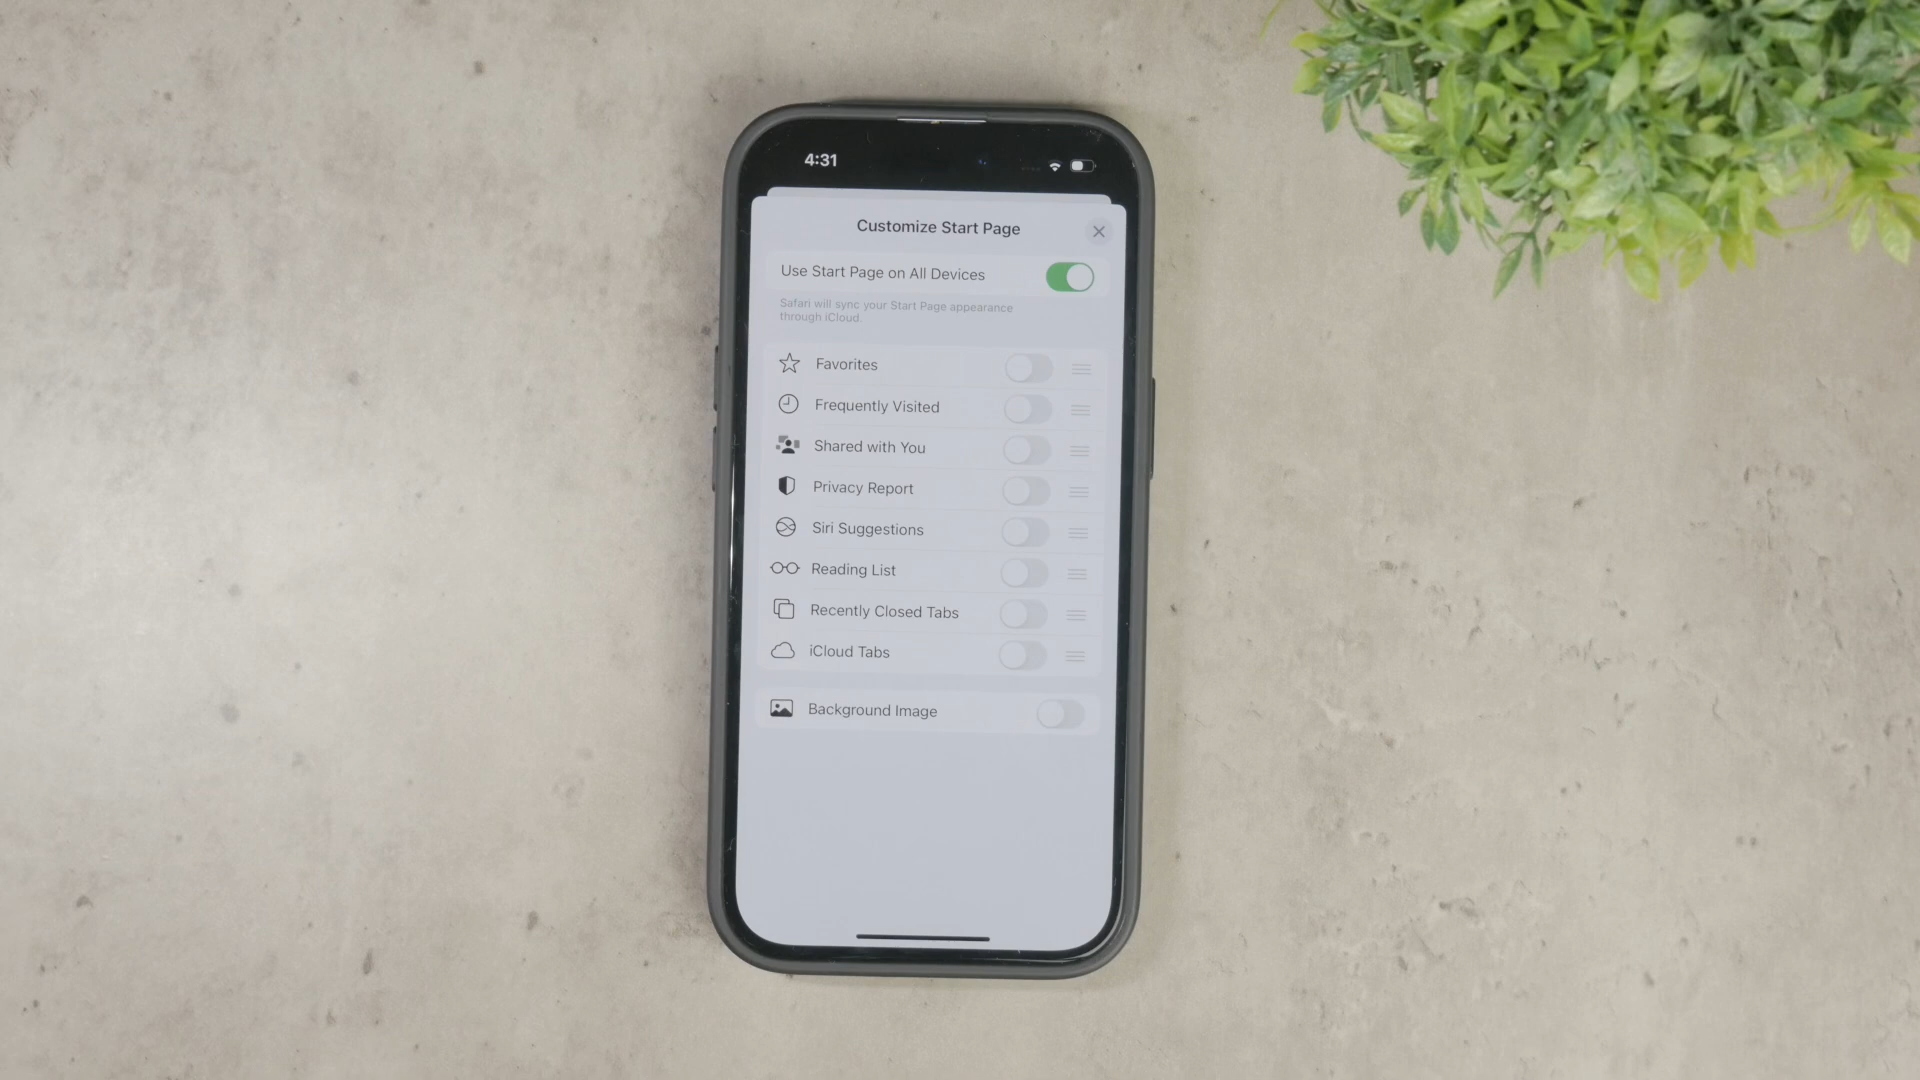 4:31
Customize Start Page
Use Start Page on All Devices
Safari will sync your Start Page appearance
through iCloud.
Favorites
Frequently Visited
Shared with You
Privacy Report
Siri Suggestions
Reading List
Recently Closed Tabs
iCloud Tabs
Background Image